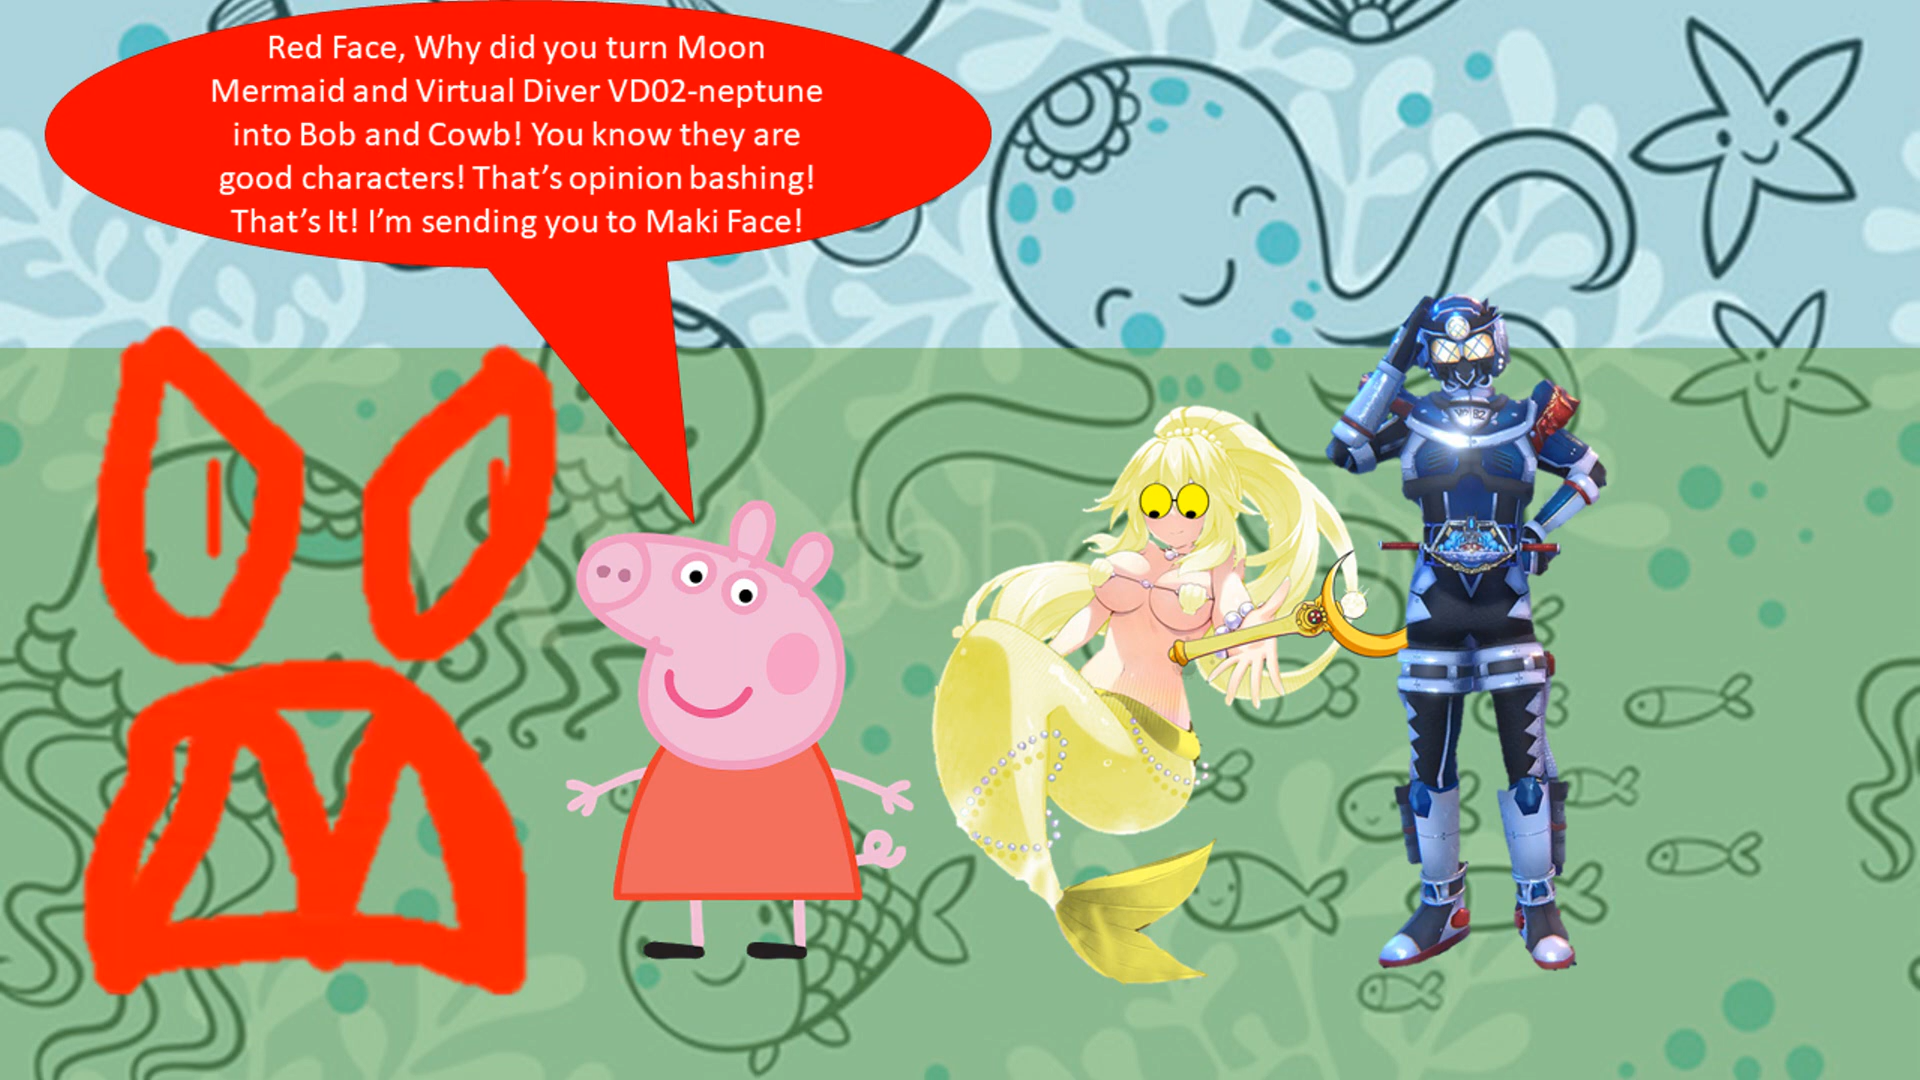 Red Face, Why did you turn Moon
Mermaid and Virtual Diver VD02-neptune
into Bob and Cowb! You know they are
good characters! That's opinion bashing!
That's It! I'm sending you to Maki Face!